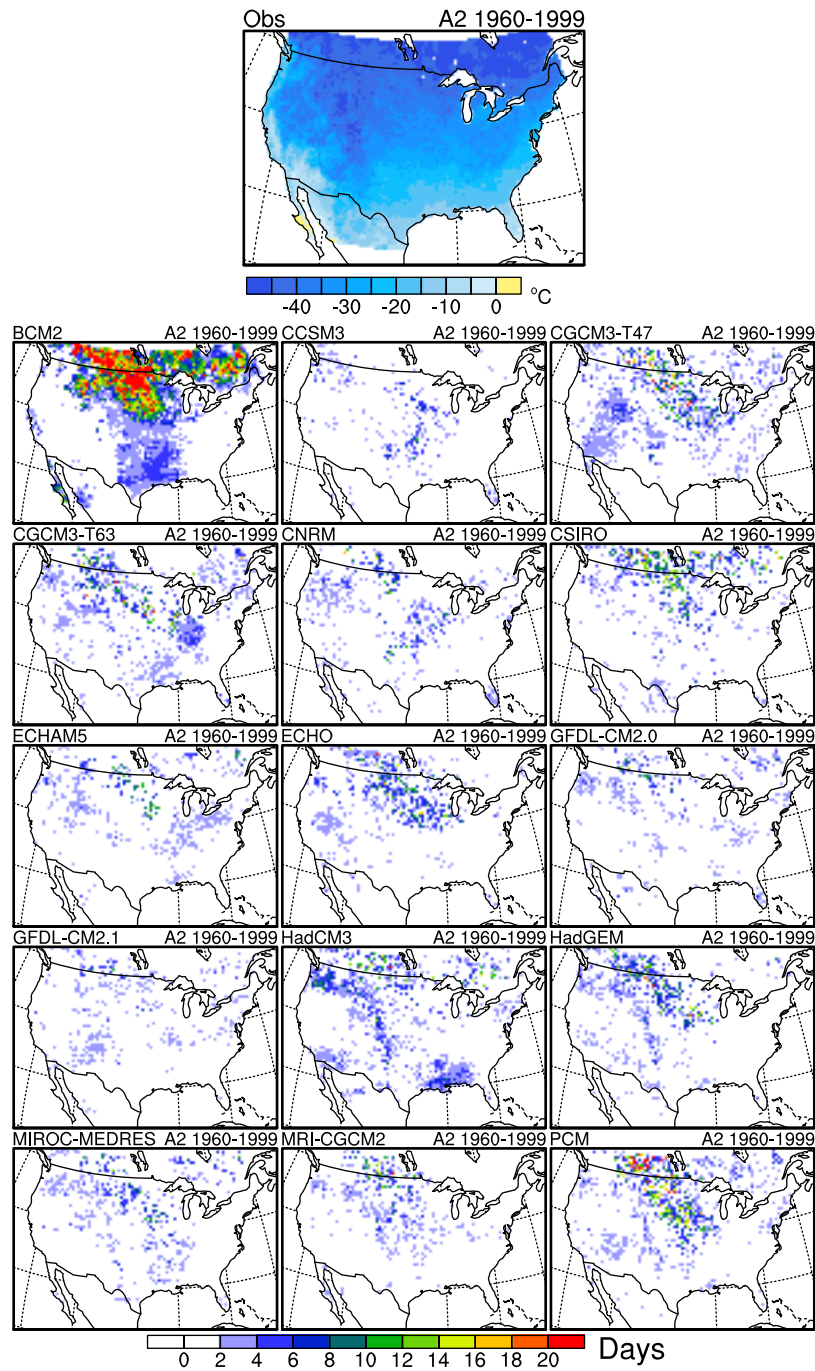 Obs A2 1960-1999
-40 -30 -20 -10 0 °C
BCM2 A2 1960-1999 CCSM3 A2 1960-1999 CGCM3-T47 A2 1960-1999
CGCM3-T63 A2 1960-1999 CNRM A2 1960-1999 CSIRO A2 1960-1999
ECHAM5 A2 1960-1999 ECHO A2 1960-1999 GFDL-CM2.0 A2 1960-1999
GFDL-CM2.1 A2 1960-1999 HadCM3 A2 1960-1999 HadGEM A2 1960-1999
MIROC-MEDRES A2 1960-1999 MRI-CGCM2 A2 1960-1999 PCM A2 1960-1999
0 2 4 6 8 10 12 14 16 18 20 Days